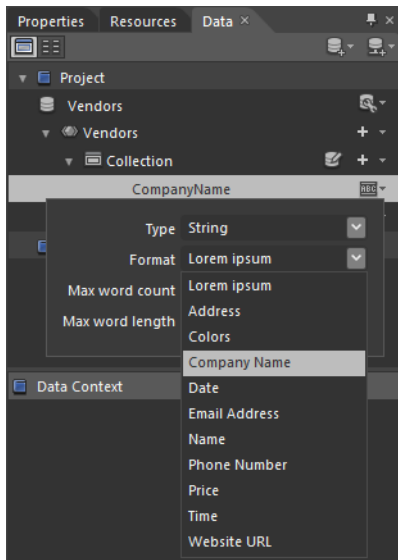 Properties Resources Data
Project
Vendors
Vendors
Collection
CompanyName
ABC
Type String
Format Lorem ipsum
Max word count Lorem ipsum
Address
Max word length
Colors
Company Name
Data Context Date
Email Address
Name
Phone Number
Price
Time
Website URL